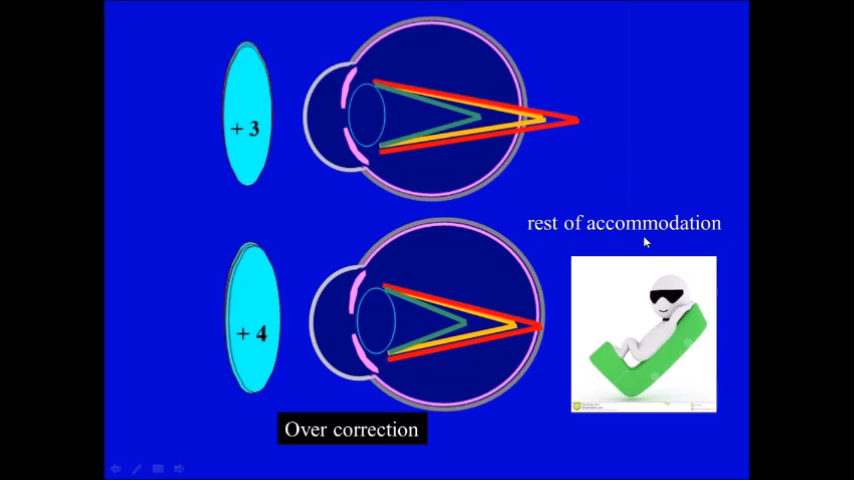 + 3
rest of accommodation
+ 4
Over correction